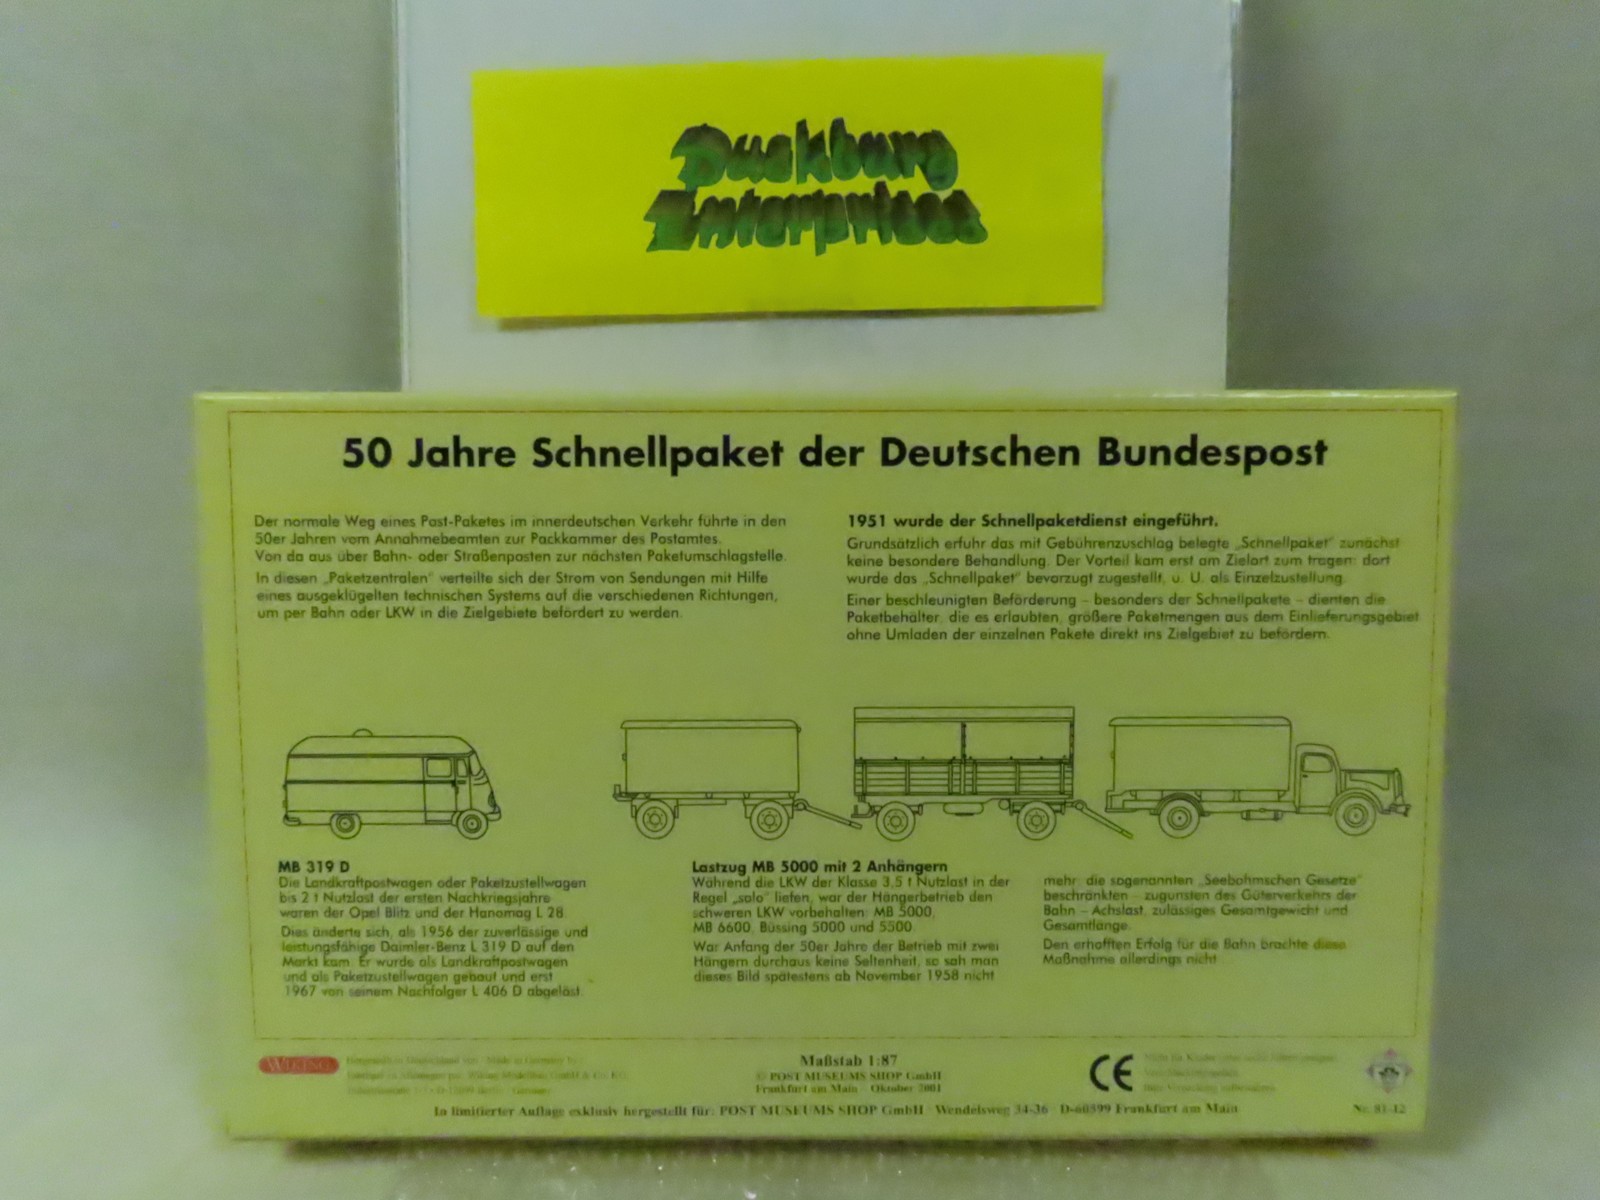 Duckburg
Enterprises
50 Jahre Schnellpaket der Deutschen Bundespost
Der normale Weg eines Post-Paketes im innerdeutschen Verkehr führte in den
50er Jahren vom Annahmebeamten zur Packkammer des Postamtes.
Von da aus über Bahn- oder Straßenposten zur nächsten Paketumschlagstelle.
In diesen „Paketzentralen" verteilte sich der Strom von Sendungen mit Hilfe
eines ausgeklügelten technischen Systems auf die verschiedenen Richtungen,
um per Bahn oder LKW in die Zielgebiete befördert zu werden.
1951 wurde der Schnellpaketdienst eingeführt.
Grundsätzlich erfuhr das mit Gebührenzuschlag belegte „Schnellpaket" zunächst
keine besondere Behandlung. Der Vorteil kam erst am Zielort zum tragen: dort
wurde das „Schnellpaket" bevorzugt zugestellt, u. U. als Einzelzustellung.
Einer beschleunigten Beförderung – besonders der Schnellpakete – dienten die
Paketbehälter, die es erlaubten, größere Paketmengen aus dem Einlieferungsgebiet
ohne Umladen der einzelnen Pakete direkt ins Zielgebiet zu befördern.
MB 319 D
Die Landkraftpostwagen oder Paketzustellwagen
bis 2 t Nutzlast der ersten Nachkriegsjahre
waren der Opel Blitz und der Hanomag L 28.
Dies änderte sich, als 1956 der zuverlässige und
leistungsfähige Daimler-Benz L 319 D auf den
Markt kam. Er wurde als Landkraftpostwagen
und als Paketzustellwagen gebaut und erst
1967 von seinem Nachfolger L 406 D abgelöst.
Lastzug MB 5000 mit 2 Anhängern
Während die LKW der Klasse 3,5 t Nutzlast in der
Regel „solo" liefen, war der Hängerbetrieb den
schweren LKW vorbehalten: MB 5000,
MB 6600, Büssing 5000 und 5500.
War Anfang der 50er Jahre der Betrieb mit zwei
Hängern durchaus keine Seltenheit, so sah man
dieses Bild spätestens ab November 1958 nicht
mehr: die sogenannten „Seebohmschen Gesetze"
beschränkten – zugunsten des Güterverkehrs der
Bahn – Achslast, zulässiges Gesamtgewicht und
Gesamtlänge.
Den erhofften Erfolg für die Bahn brachte diese
Maßnahme allerdings nicht ...
WIKING
Maßstab 1:87
© POST MUSEUMS SHOP GmbH
Frankfurt am Main · Oktober 2001
CE
In limitierter Auflage exklusiv hergestellt für: POST MUSEUMS SHOP GmbH · Wendelsweg 34-36 · D-60599 Frankfurt am Main
Nr. 81-12